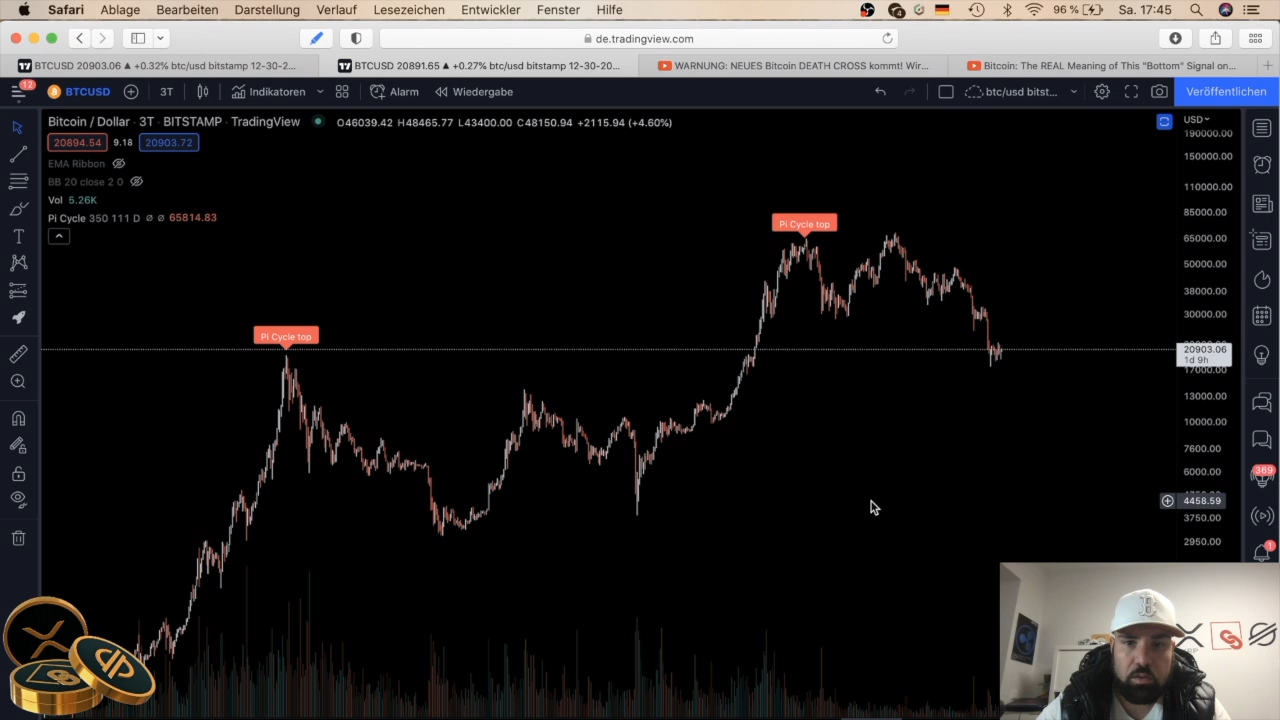 Safari Ablage Bearbeiten Darstellung Verlauf Lesezeichen Entwickler Fenster Hilfe 4 96 % Sa. 17:45
de.tradingview.com
BTCUSD 20903.06 ▲ +0.32% btc/usd bitstamp 12-30-2...
BTCUSD 20891.65 ▲ +0.27% btc/usd bitstamp 12-30-20...
WARNUNG: NEUES Bitcoin DEATH CROSS kommt! Wir...
Bitcoin: The REAL Meaning of This "Bottom" Signal on...
12 BTCUSD 3T Indikatoren Alarm Wiedergabe btc/usd bitst... Veröffentlichen
Bitcoin / Dollar · 3T · BITSTAMP · TradingView O46039.42 H48465.77 L43400.00 C48150.94 +2115.94 (+4.60%)
USD
20894.54 9.18 20903.72
EMA Ribbon
BB 20 close 2 0
Vol 5.26K
Pi Cycle 350 111 D ∅ ∅ 65814.83
Pi Cycle top
Pi Cycle top
190000.00
150000.00
110000.00
85000.00
65000.00
50000.00
38000.00
30000.00
20903.06
1d 9h
17000.00
13000.00
10000.00
7600.00
6000.00
4458.59
3750.00
2950.00
369
1
B